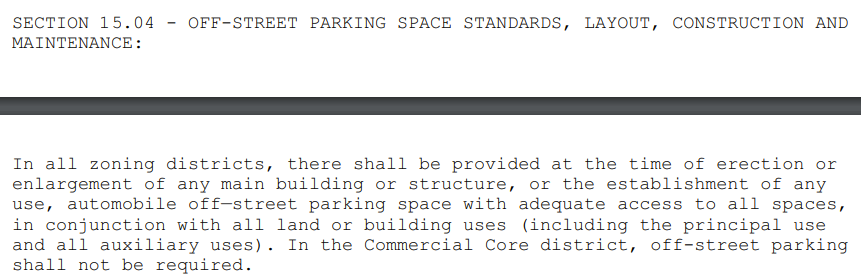 SECTION 15.04 - OFF-STREET PARKING SPACE STANDARDS, LAYOUT, CONSTRUCTION AND
MAINTENANCE:
In all zoning districts, there shall be provided at the time of erection or
enlargement of any main building or structure, or the establishment of any
use, automobile off—street parking space with adequate access to all spaces,
in conjunction with all land or building uses (including the principal use
and all auxiliary uses). In the Commercial Core district, off-street parking
shall not be required.